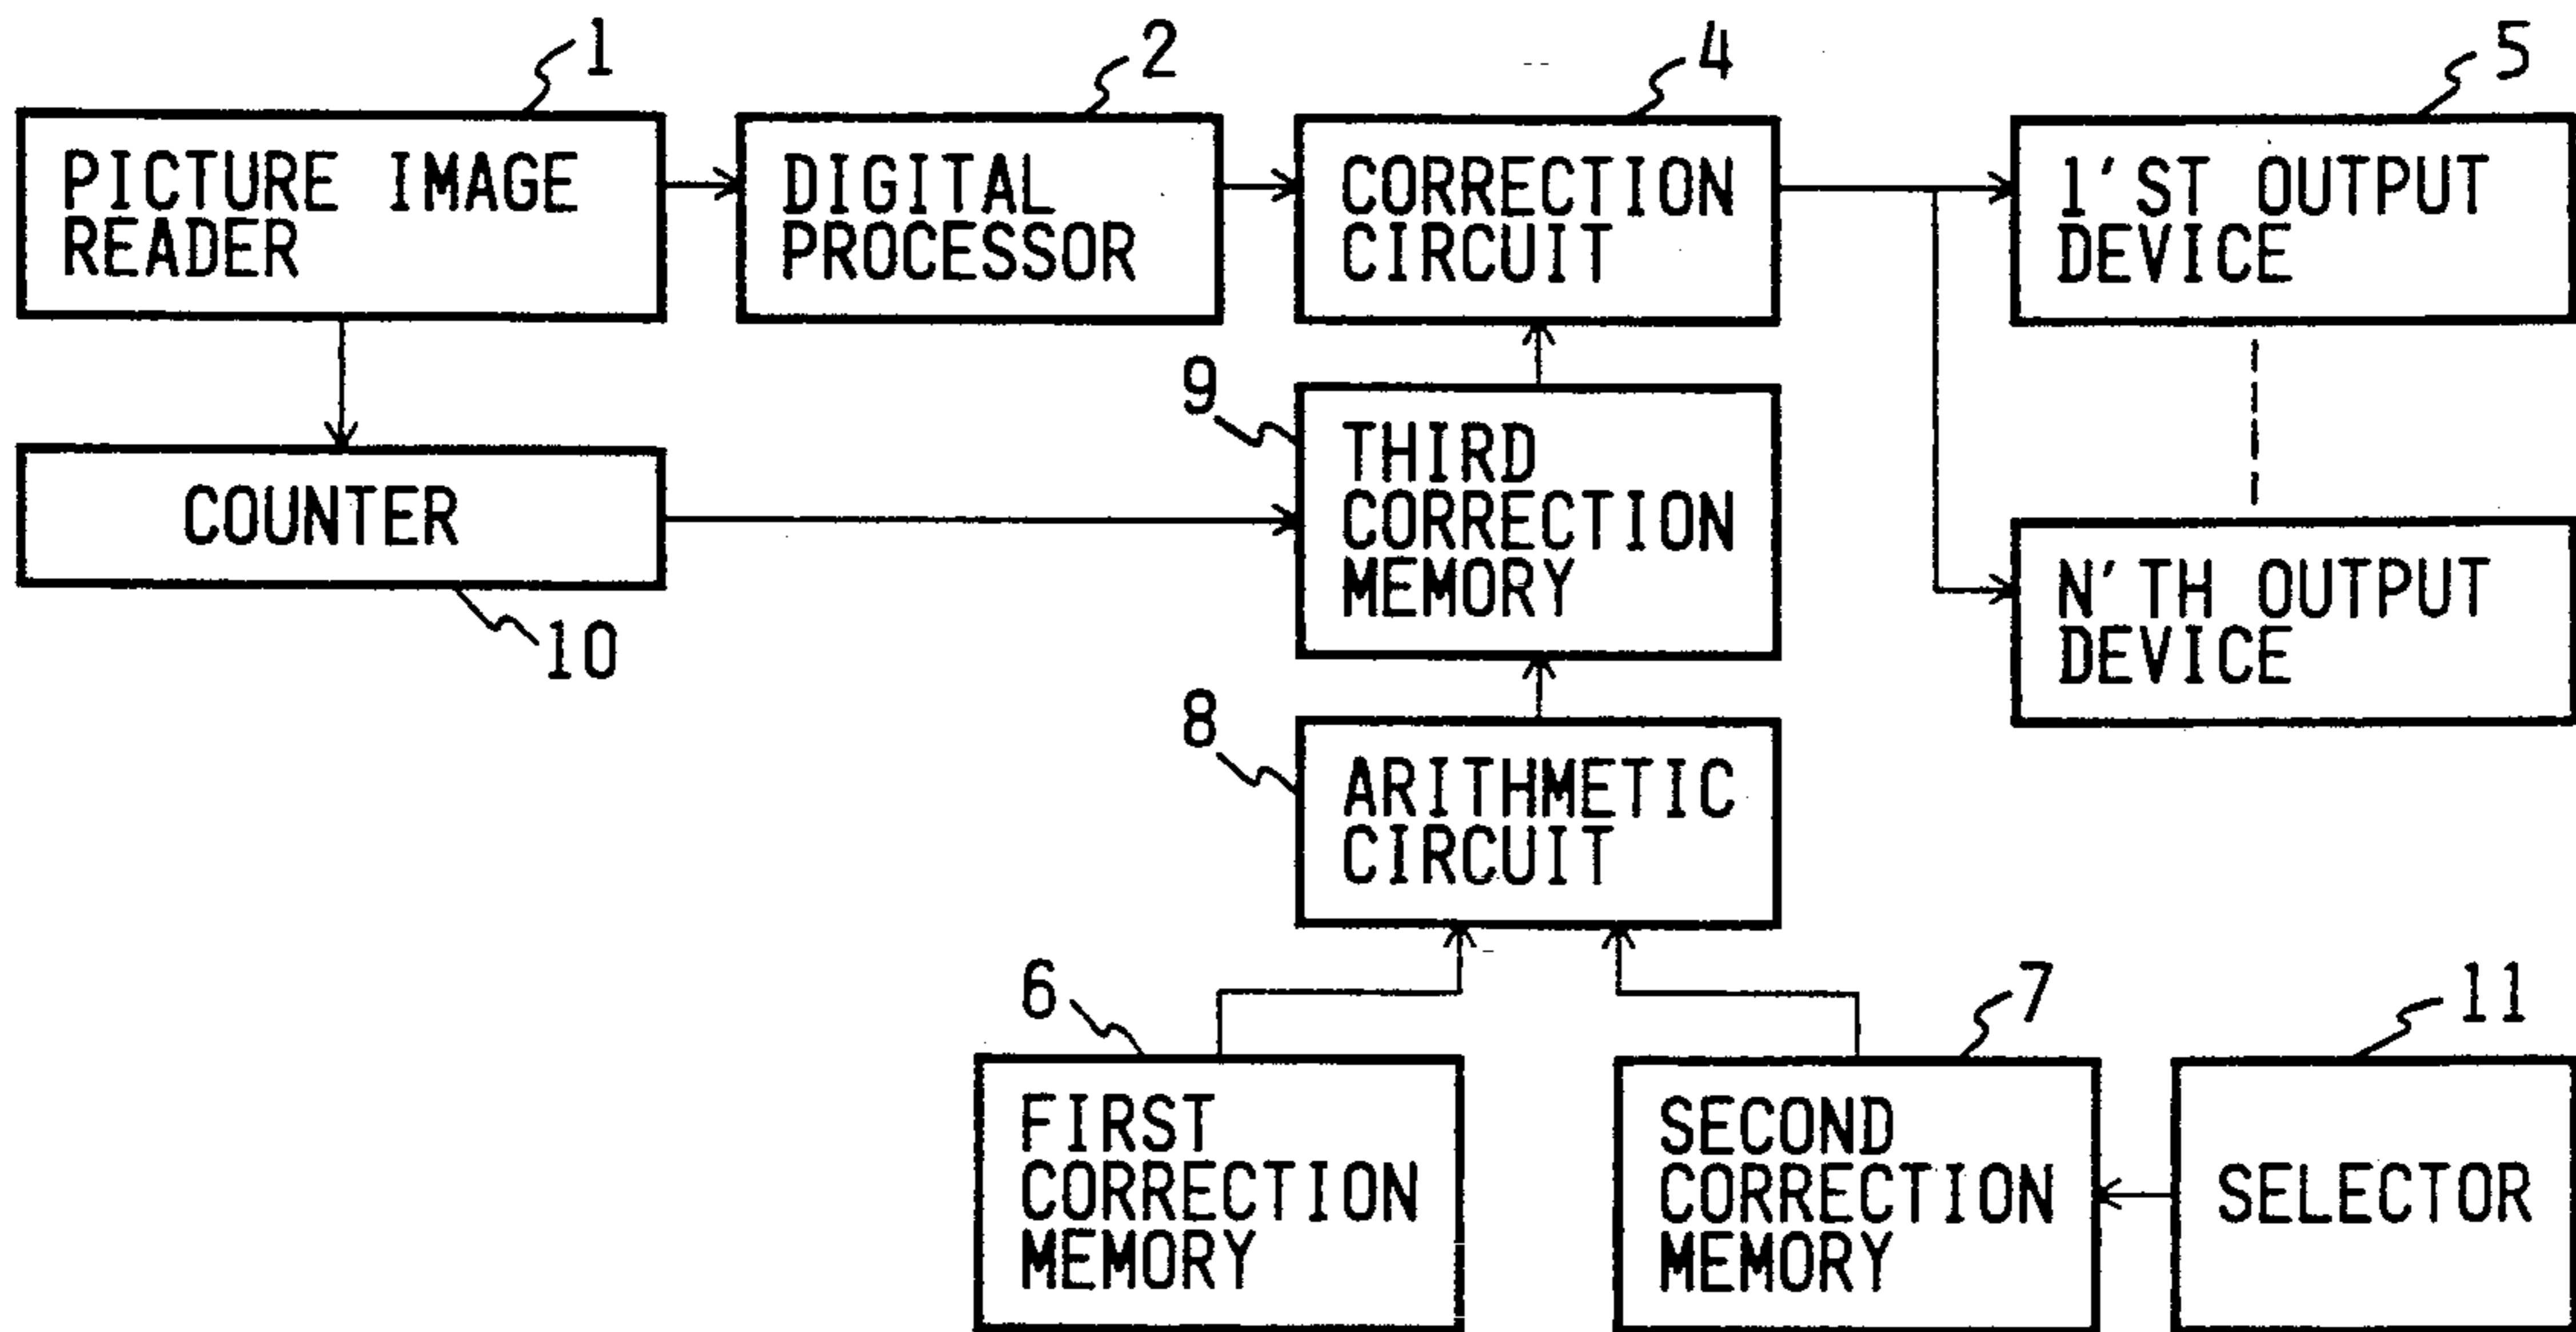 1
2
4
5
PICTURE IMAGE
READER
DIGITAL
PROCESSOR
CORRECTION
CIRCUIT
1'ST OUTPUT
DEVICE
9
COUNTER
10
THIRD
CORRECTION
MEMORY
N'TH OUTPUT
DEVICE
8
ARITHMETIC
CIRCUIT
6
7
11
FIRST
CORRECTION
MEMORY
SECOND
CORRECTION
MEMORY
SELECTOR